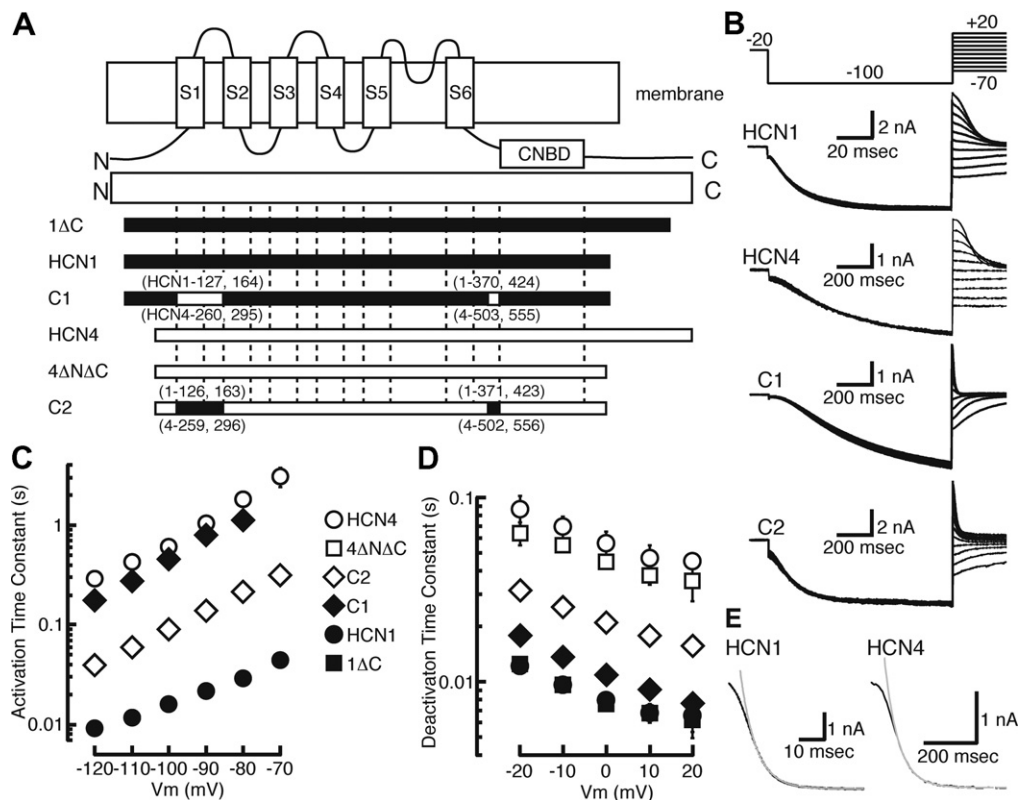 A
S1 S2 S3 S4 S5 S6
membrane
N CNBD C
N C
1ΔC
HCN1
(HCN1-127, 164) (1-370, 424)
C1
(HCN4-260, 295) (4-503, 555)
HCN4
4ΔNΔC
(1-126, 163) (1-371, 423)
C2
(4-259, 296) (4-502, 556)
B
+20
-20
-100
-70
HCN1
2 nA
20 msec
HCN4
1 nA
200 msec
C1
1 nA
200 msec
C2
2 nA
200 msec
C
Activation Time Constant (s)
1
0.1
0.01
-120 -110 -100 -90 -80 -70
Vm (mV)
HCN4
4ΔNΔC
C2
C1
HCN1
1ΔC
D
Deactivaton Time Constant (s)
0.1
0.01
-20 -10 0 10 20
Vm (mV)
E
HCN1
1 nA
10 msec
HCN4
1 nA
200 msec